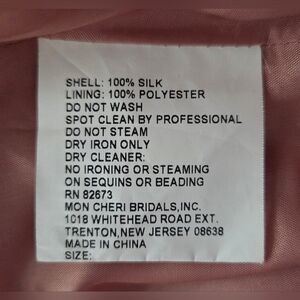 SHELL: 100% SILK
LINING: 100% POLYESTER
DO NOT WASH
SPOT CLEAN BY PROFESSIONAL
DO NOT STEAM
DRY IRON ONLY
DRY CLEANER:
NO IRONING OR STEAMING
ON SEQUINS OR BEADING
RN 82673
MON CHERI BRIDALS,INC.
1018 WHITEHEAD ROAD EXT.
TRENTON,NEW JERSEY 08638
MADE IN CHINA
SIZE: